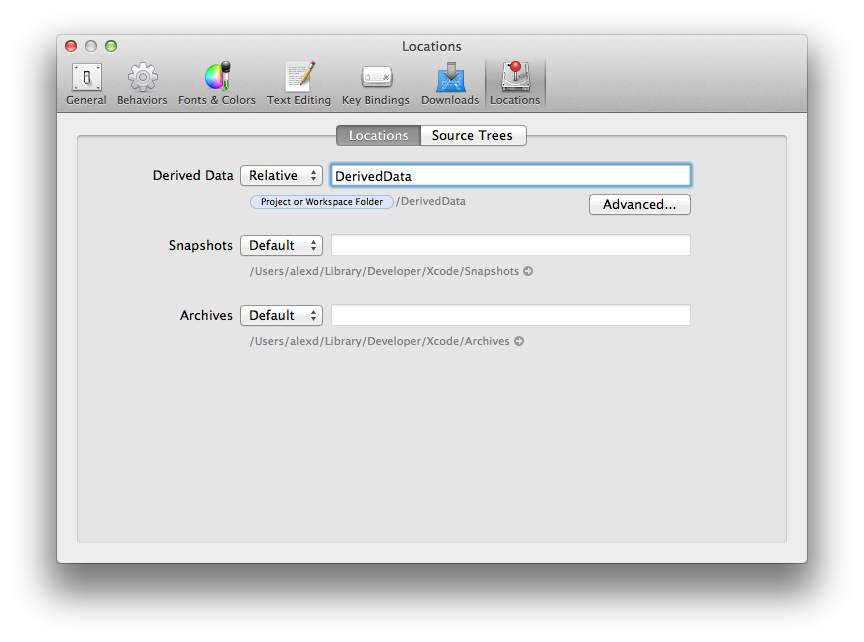 Locations
General Behaviors Fonts & Colors Text Editing Key Bindings Downloads Locations
Locations Source Trees
Derived Data Relative DerivedData
Project or Workspace Folder /DerivedData Advanced...
Snapshots Default
/Users/alexd/Library/Developer/Xcode/Snapshots
Archives Default
/Users/alexd/Library/Developer/Xcode/Archives